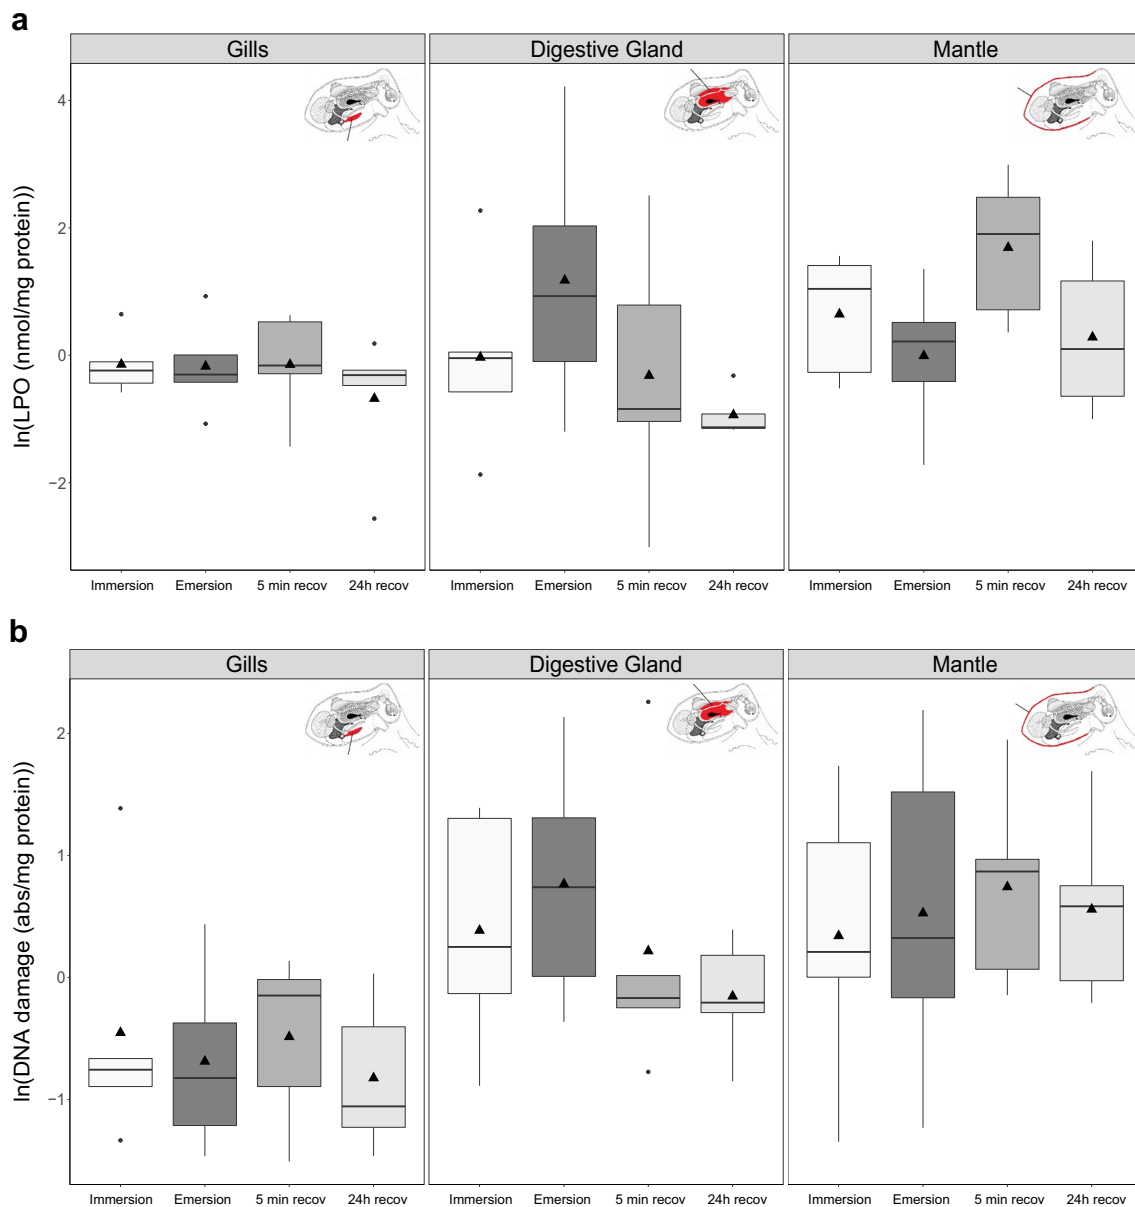 a
Gills Digestive Gland Mantle
ln(LPO (nmol/mg protein))
4
2
0
−2
Immersion Emersion 5 min recov 24h recov Immersion Emersion 5 min recov 24h recov Immersion Emersion 5 min recov 24h recov
b
Gills Digestive Gland Mantle
ln(DNA damage (abs/mg protein))
2
1
0
−1
Immersion Emersion 5 min recov 24h recov Immersion Emersion 5 min recov 24h recov Immersion Emersion 5 min recov 24h recov